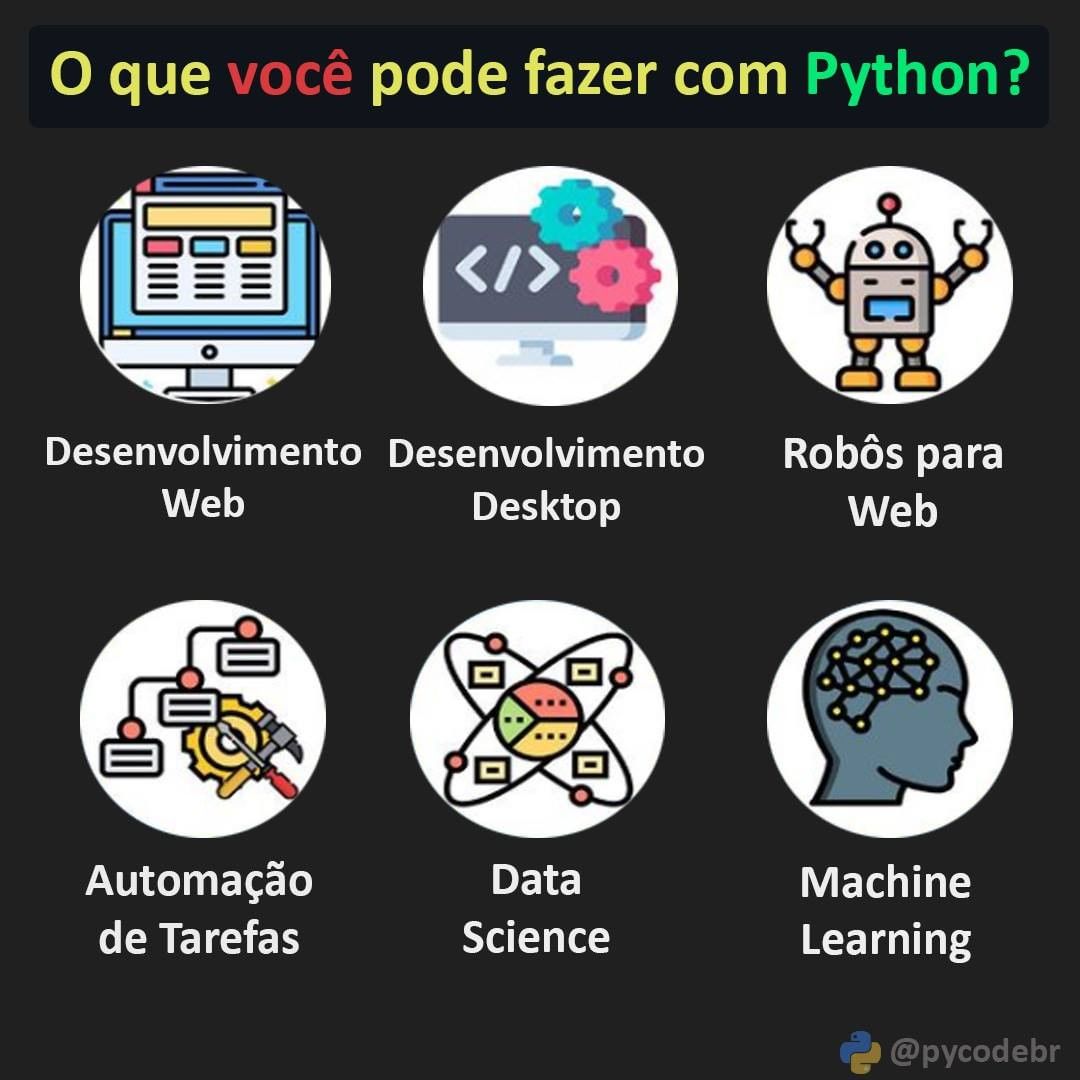 O que você pode fazer com Python?
Desenvolvimento
Web
Desenvolvimento
Desktop
Robôs para
Web
Automação
de Tarefas
Data
Science
Machine
Learning
@pycodebr